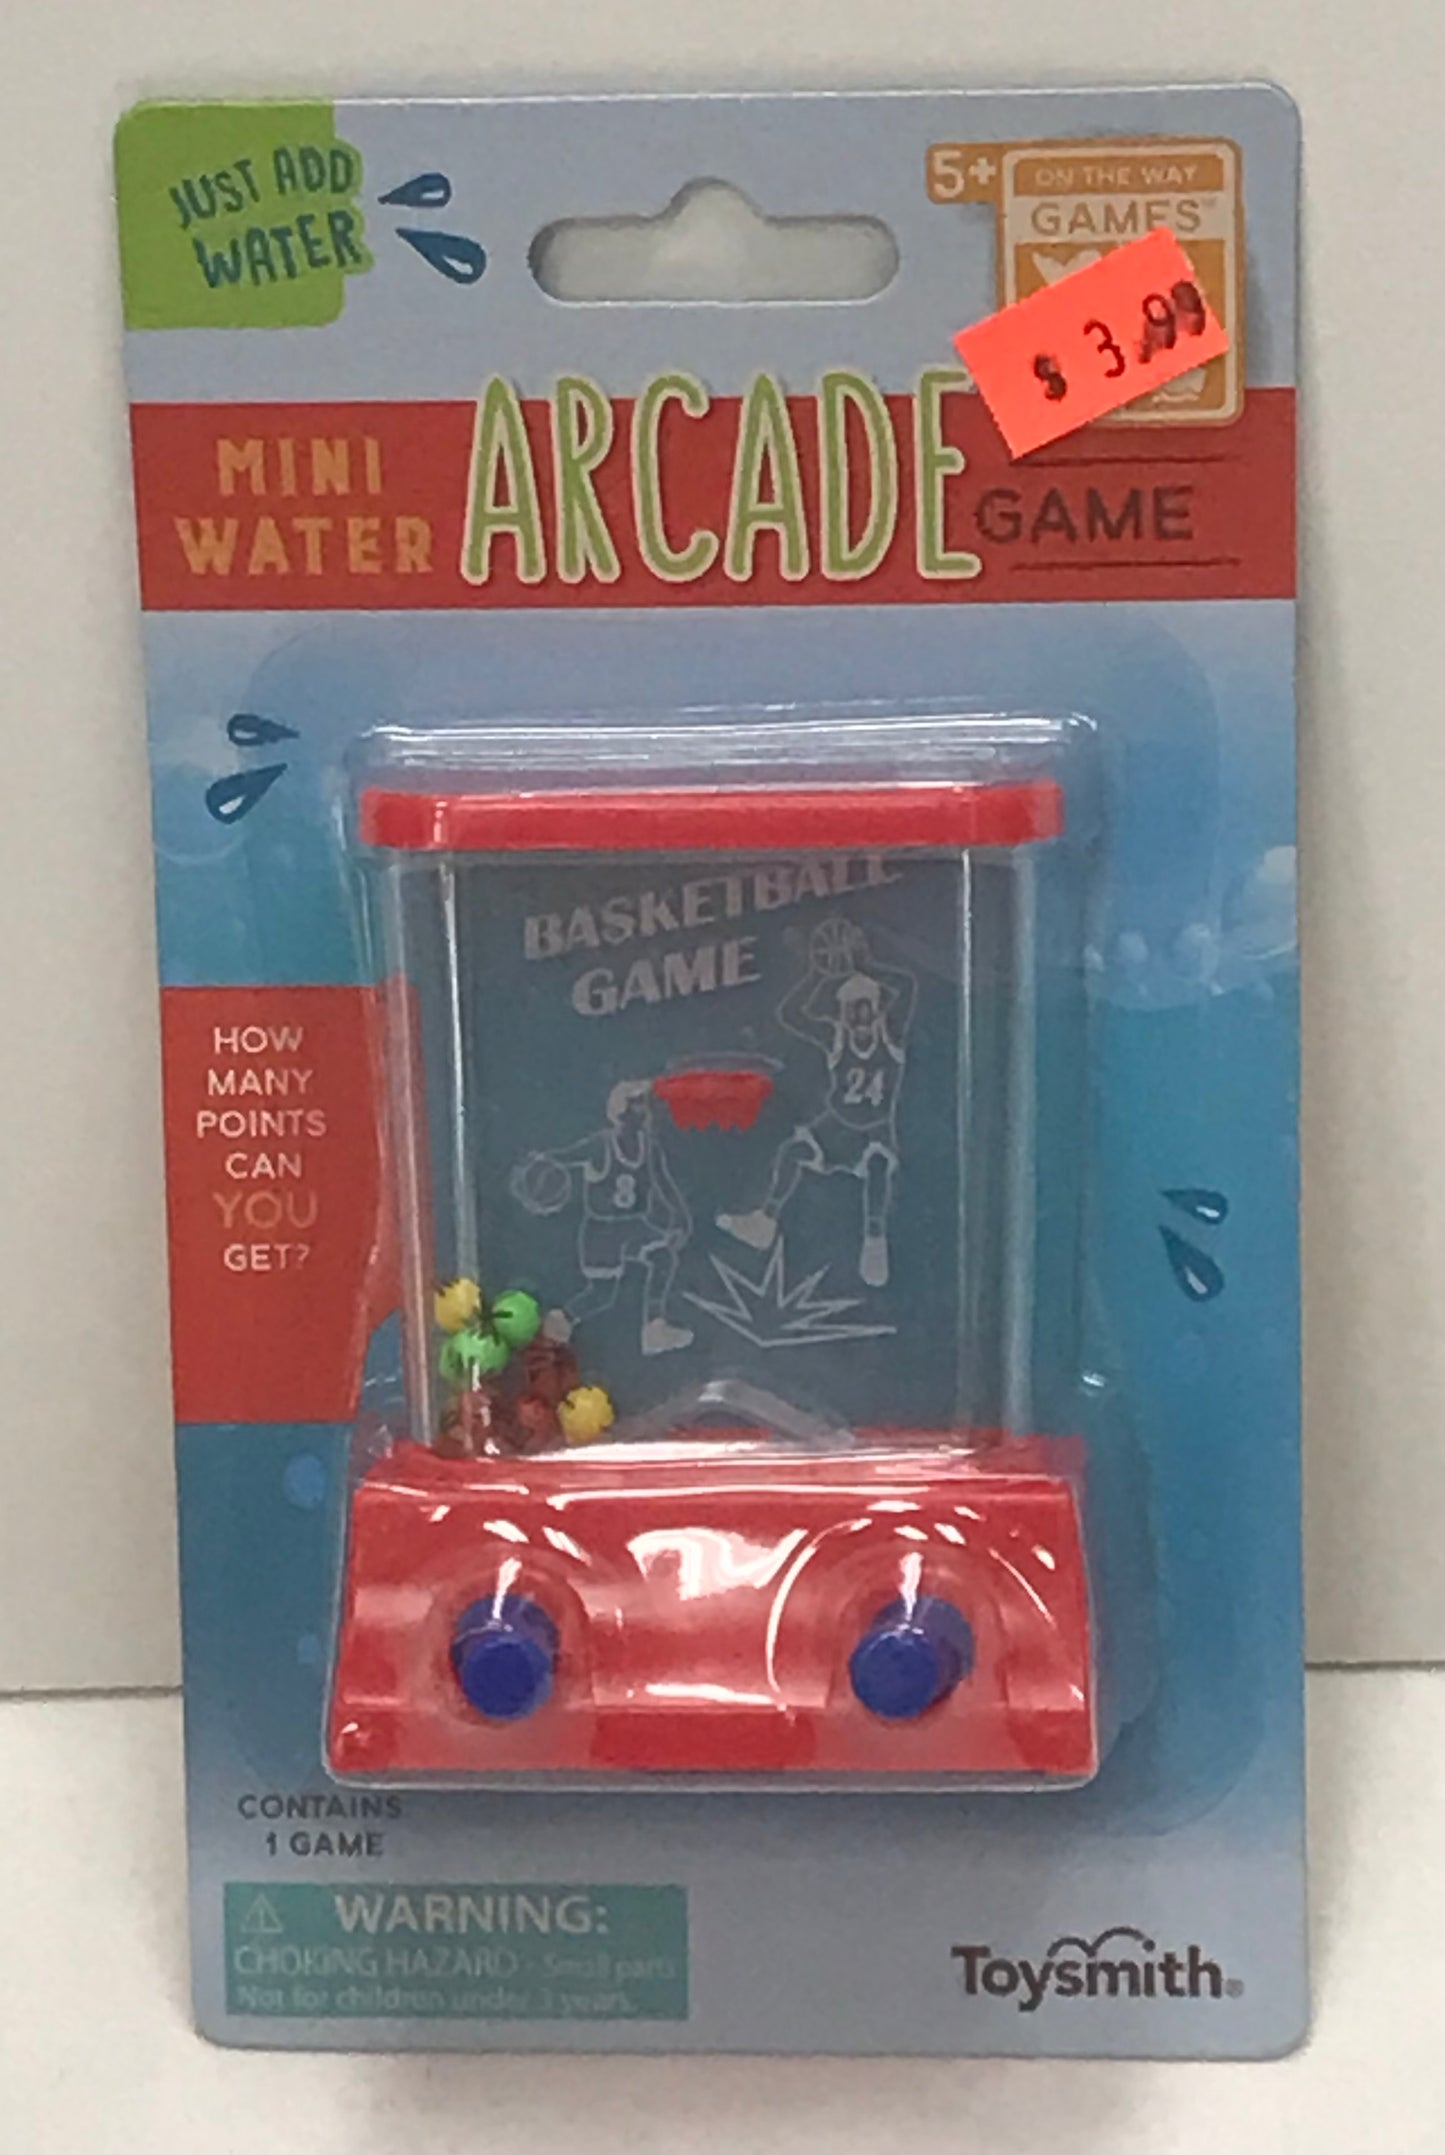 JUST ADD
WATER
5+
ON THE WAY
GAMES™
$ 3.99
MINI
WATER
ARCADE
GAME
BASKETBALL
GAME
24
8
HOW
MANY
POINTS
CAN
YOU
GET?
CONTAINS
1 GAME
WARNING:
CHOKING HAZARD - Small parts
Not for children under 3 years.
Toysmith®